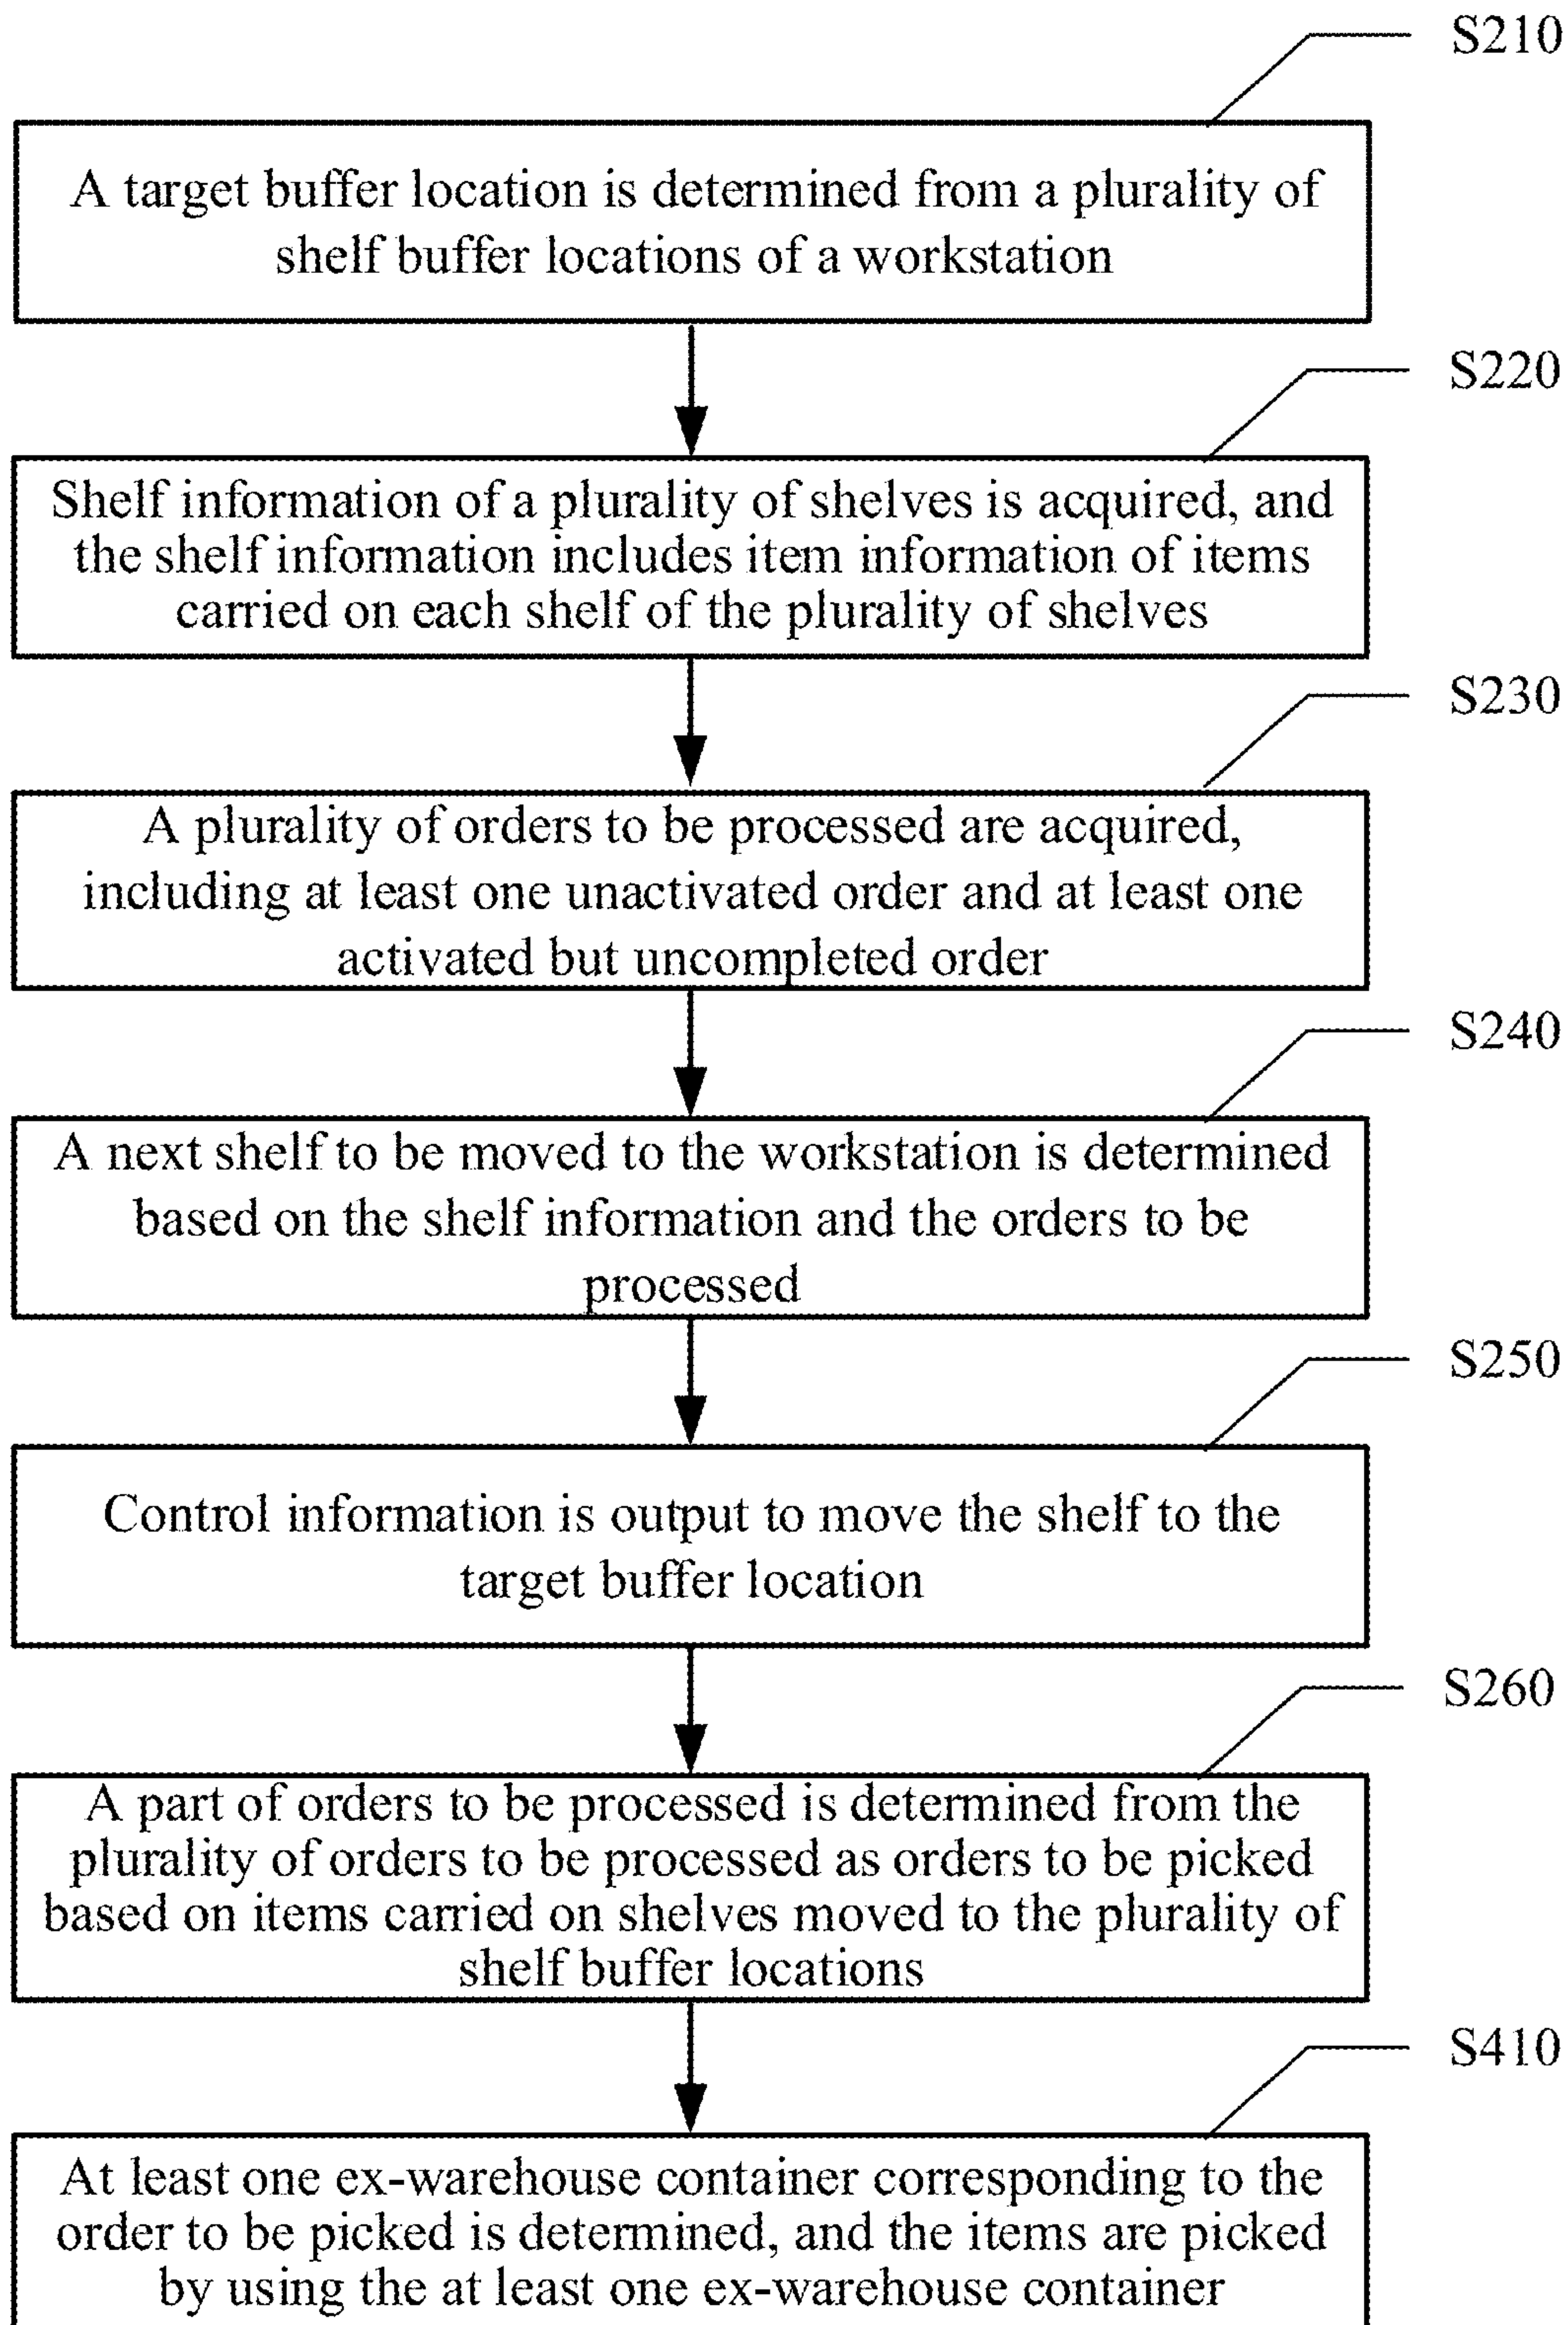 S210
A target buffer location is determined from a plurality of
shelf buffer locations of a workstation
S220
Shelf information of a plurality of shelves is acquired, and
the shelf information includes item information of items
carried on each shelf of the plurality of shelves
S230
A plurality of orders to be processed are acquired,
including at least one unactivated order and at least one
activated but uncompleted order
S240
A next shelf to be moved to the workstation is determined
based on the shelf information and the orders to be
processed
S250
Control information is output to move the shelf to the
target buffer location
S260
A part of orders to be processed is determined from the
plurality of orders to be processed as orders to be picked
based on items carried on shelves moved to the plurality of
shelf buffer locations
S410
At least one ex-warehouse container corresponding to the
order to be picked is determined, and the items are picked
by using the at least one ex-warehouse container